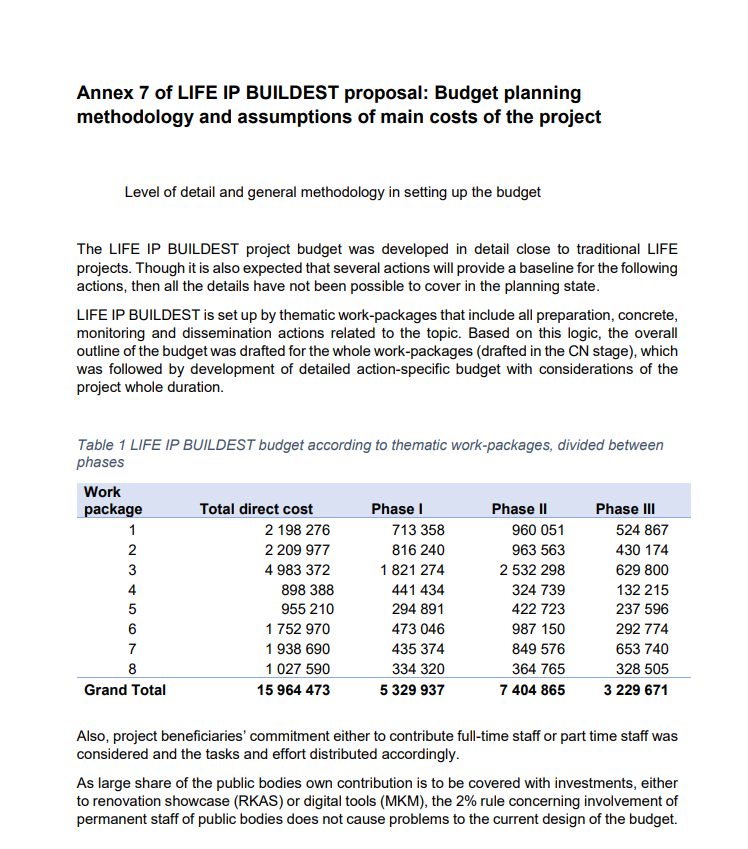 Annex 7 of LIFE IP BUILDEST proposal: Budget planning
methodology and assumptions of main costs of the project
Level of detail and general methodology in setting up the budget
The LIFE IP BUILDEST project budget was developed in detail close to traditional LIFE
projects. Though it is also expected that several actions will provide a baseline for the following
actions, then all the details have not been possible to cover in the planning state.
LIFE IP BUILDEST is set up by thematic work-packages that include all preparation, concrete,
monitoring and dissemination actions related to the topic. Based on this logic, the overall
outline of the budget was drafted for the whole work-packages (drafted in the CN stage), which
was followed by development of detailed action-specific budget with considerations of the
project whole duration.
Table 1 LIFE IP BUILDEST budget according to thematic work-packages, divided between
phases
Work
package Total direct cost Phase I Phase II Phase III
1 2 198 276 713 358 960 051 524 867
2 2 209 977 816 240 963 563 430 174
3 4 983 372 1 821 274 2 532 298 629 800
4 898 388 441 434 324 739 132 215
5 955 210 294 891 422 723 237 596
6 1 752 970 473 046 987 150 292 774
7 1 938 690 435 374 849 576 653 740
8 1 027 590 334 320 364 765 328 505
Grand Total 15 964 473 5 329 937 7 404 865 3 229 671
Also, project beneficiaries' commitment either to contribute full-time staff or part time staff was
considered and the tasks and effort distributed accordingly.
As large share of the public bodies own contribution is to be covered with investments, either
to renovation showcase (RKAS) or digital tools (MKM), the 2% rule concerning involvement of
permanent staff of public bodies does not cause problems to the current design of the budget.